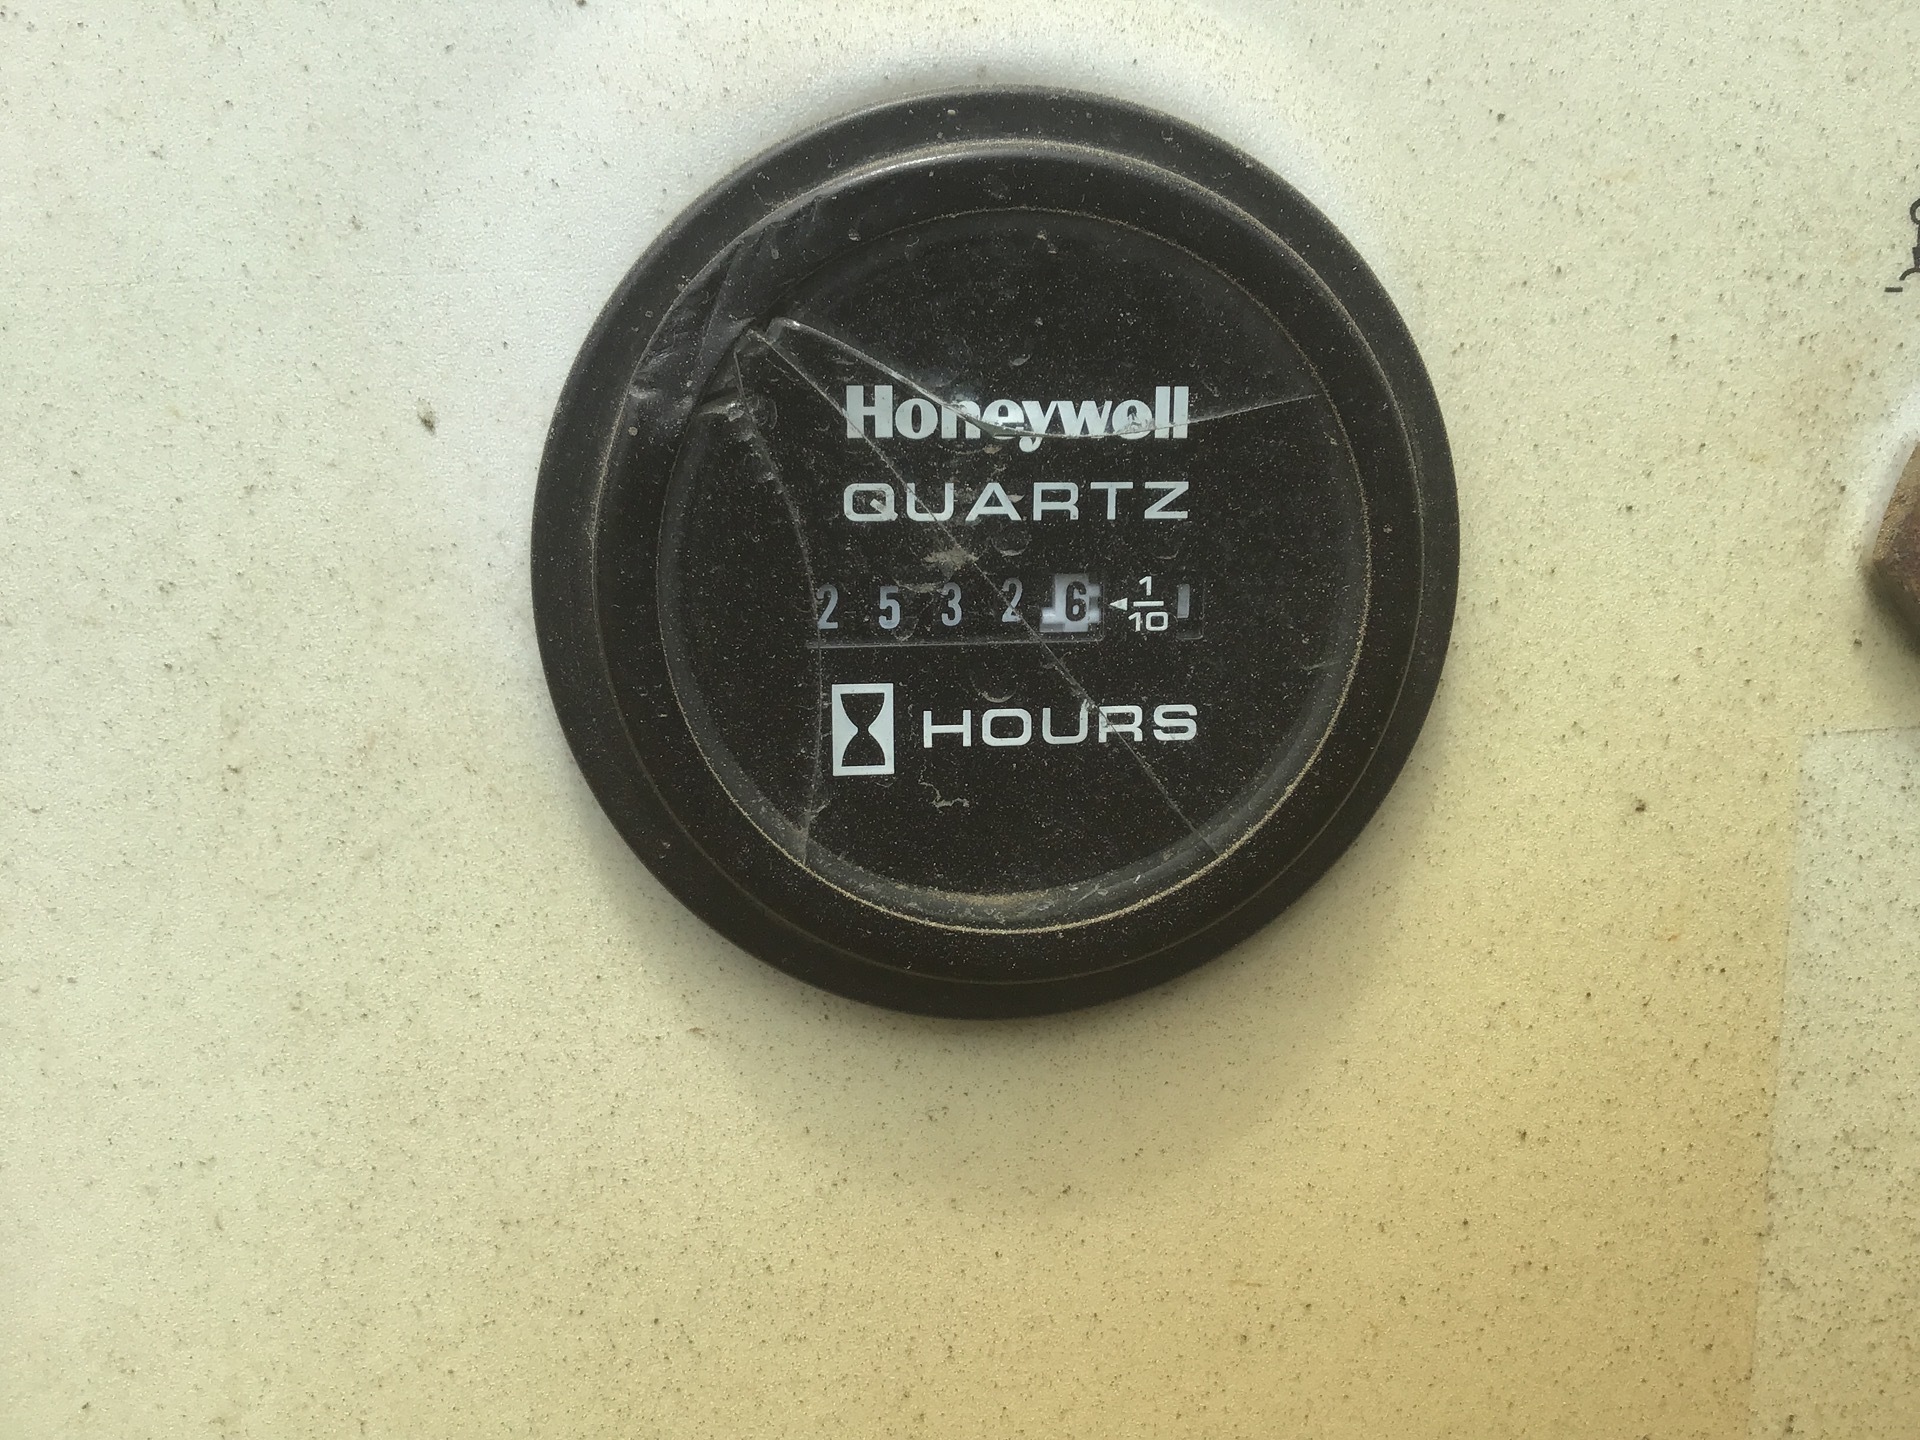 Honeywell
QUARTZ
2 5 3 2 6 ◄ 1/10
HOURS